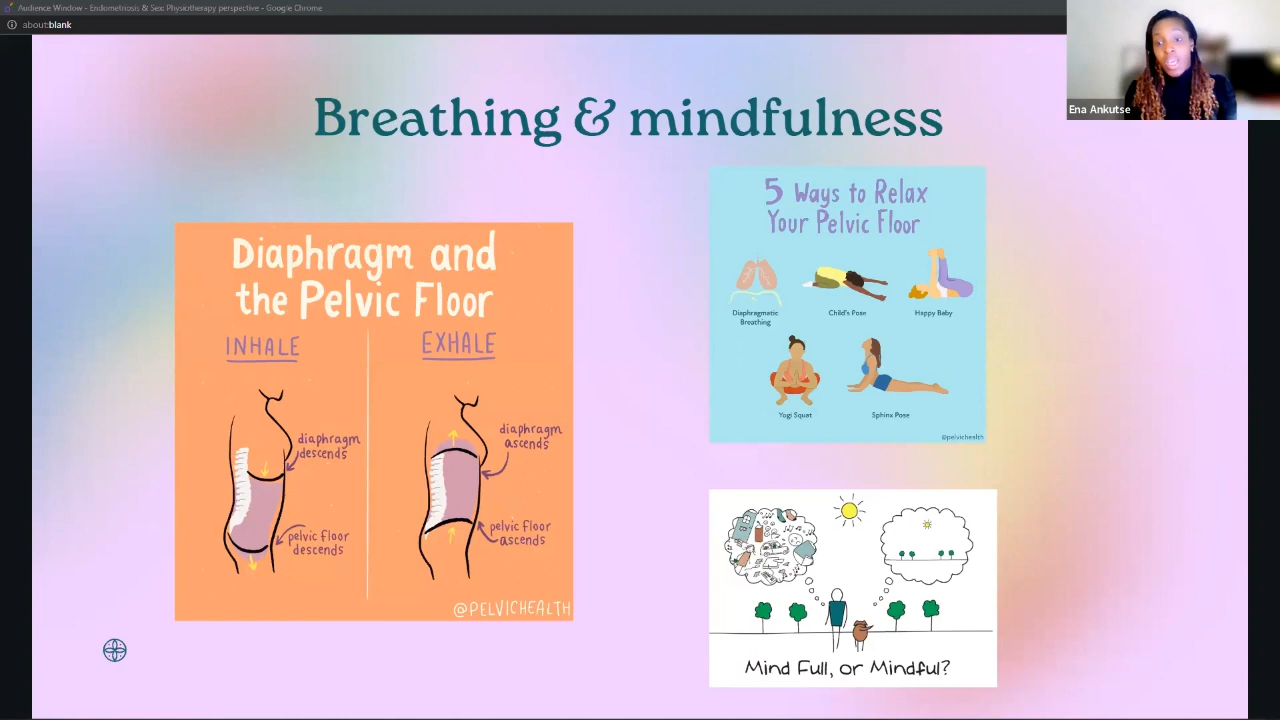 Audience Window - Endometriosis & Sex: Physiotherapy perspective - Google Chrome
about:blank
Ena Ankutse
Breathing & mindfulness
Diaphragm and
the Pelvic Floor
INHALE
EXHALE
diaphragm
descends
pelvic floor
descends
diaphragm
ascends
pelvic floor
ascends
@PELVICHEALTH
5 Ways to Relax
Your Pelvic Floor
Diaphragmatic
Breathing
Child's Pose
Happy Baby
Yogi Squat
Sphinx Pose
@pelvichealth
Mind Full, or Mindful?